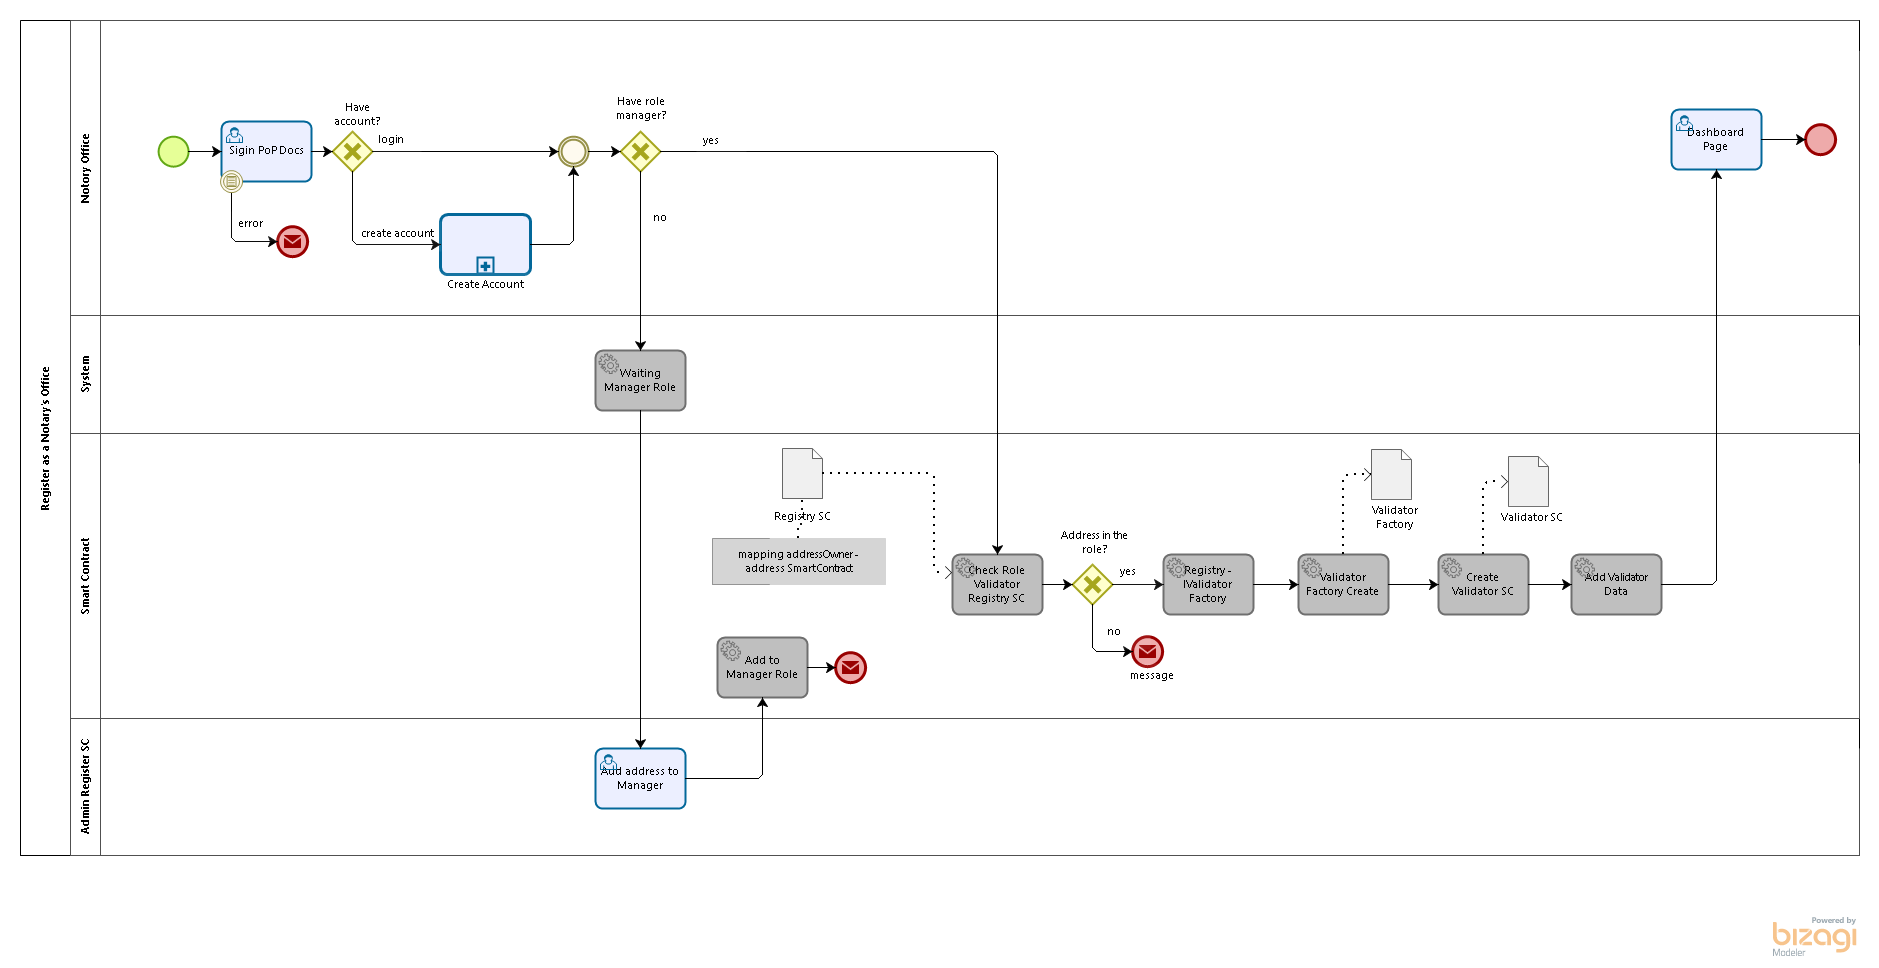 Register as a Notary's Office
Notory Office
Have
account?
login
Sigin PoP Docs
error
create account
Create Account
Have role
manager?
yes
no
Dashboard
Page
System
Waiting
Manager Role
Smart Contract
Registry SC
mapping addressOwner -
address SmartContract
Check Role
Validator
Registry SC
Address in the
role?
yes
no
message
Registry -
IValidator
Factory
Validator
Factory
Validator
Factory Create
Validator SC
Create
Validator SC
Add Validator
Data
Add to
Manager Role
Admin Register SC
Add address to
Manager
Powered by
bizagi
Modeler